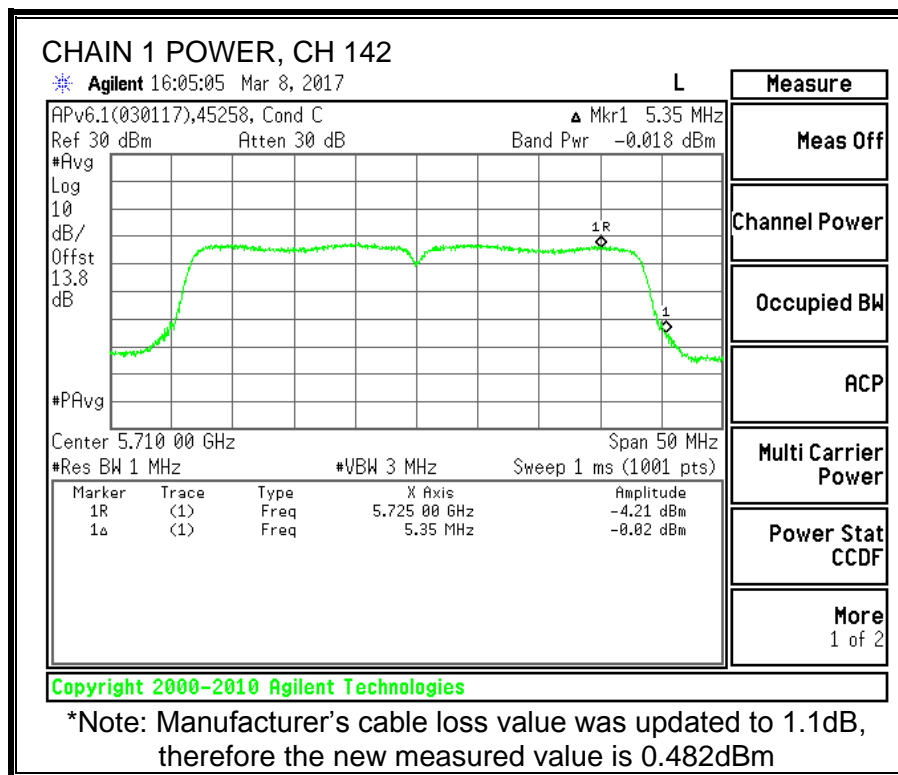 CHAIN 1 POWER, CH 142
Agilent 16:05:05 Mar 8, 2017 L
APv6.1(030117),45258, Cond C
Δ Mkr1 5.35 MHz
Ref 30 dBm Atten 30 dB Band Pwr -0.018 dBm
#Avg
Log
10
dB/
Offst
13.8
dB
#PAvg
1R
1
Center 5.710 00 GHz Span 50 MHz
#Res BW 1 MHz #VBW 3 MHz Sweep 1 ms (1001 pts)
Marker Trace Type X Axis Amplitude
1R (1) Freq 5.725 00 GHz -4.21 dBm
1Δ (1) Freq 5.35 MHz -0.02 dBm
Measure
Meas Off
Channel Power
Occupied BW
ACP
Multi Carrier
Power
Power Stat
CCDF
More
1 of 2
Copyright 2000-2010 Agilent Technologies
*Note: Manufacturer's cable loss value was updated to 1.1dB,
therefore the new measured value is 0.482dBm